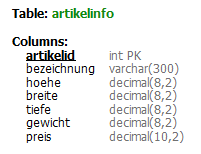 Table: artikelinfo
Columns:
artikelid int PK
bezeichnung varchar(300)
hoehe decimal(8,2)
breite decimal(8,2)
tiefe decimal(8,2)
gewicht decimal(8,2)
preis decimal(10,2)